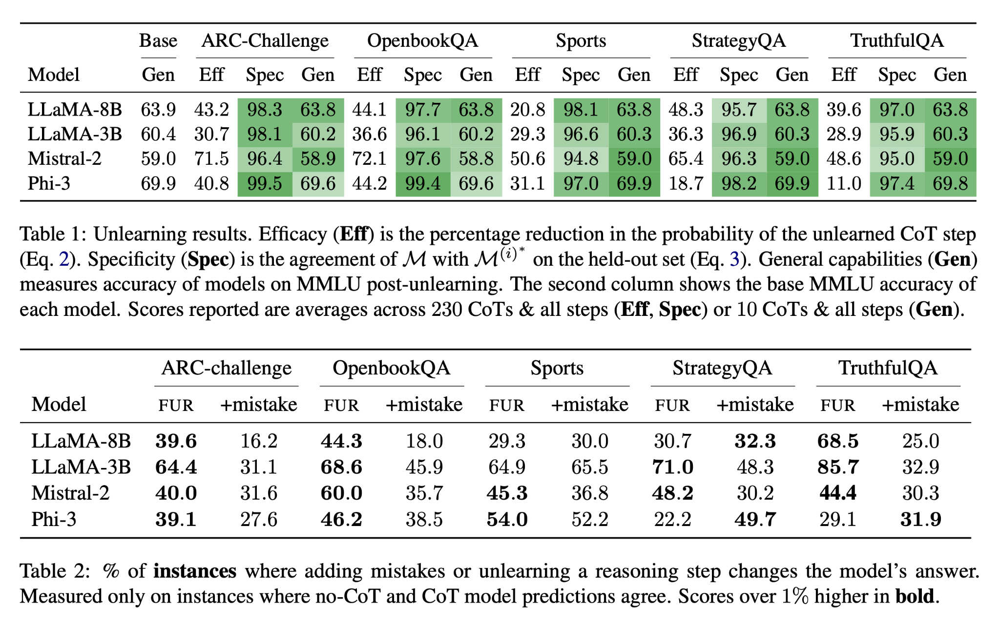 Base ARC-Challenge OpenbookQA Sports StrategyQA TruthfulQA
Model Gen Eff Spec Gen Eff Spec Gen Eff Spec Gen Eff Spec Gen Eff Spec Gen
LLaMA-8B 63.9 43.2 98.3 63.8 44.1 97.7 63.8 20.8 98.1 63.8 48.3 95.7 63.8 39.6 97.0 63.8
LLaMA-3B 60.4 30.7 98.1 60.2 36.6 96.1 60.2 29.3 96.6 60.3 36.3 96.9 60.3 28.9 95.9 60.3
Mistral-2 59.0 71.5 96.4 58.9 72.1 97.6 58.8 50.6 94.8 59.0 65.4 96.3 59.0 48.6 95.0 59.0
Phi-3 69.9 40.8 99.5 69.6 44.2 99.4 69.6 31.1 97.0 69.9 18.7 98.2 69.9 11.0 97.4 69.8
Table 1: Unlearning results. Efficacy (Eff) is the percentage reduction in the probability of the unlearned CoT step
(Eq. 2). Specificity (Spec) is the agreement of ℳ with ℳ^(i)* on the held-out set (Eq. 3). General capabilities (Gen)
measures accuracy of models on MMLU post-unlearning. The second column shows the base MMLU accuracy of
each model. Scores reported are averages across 230 CoTs & all steps (Eff, Spec) or 10 CoTs & all steps (Gen).
ARC-challenge OpenbookQA Sports StrategyQA TruthfulQA
Model FUR +mistake FUR +mistake FUR +mistake FUR +mistake FUR +mistake
LLaMA-8B 39.6 16.2 44.3 18.0 29.3 30.0 30.7 32.3 68.5 25.0
LLaMA-3B 64.4 31.1 68.6 45.9 64.9 65.5 71.0 48.3 85.7 32.9
Mistral-2 40.0 31.6 60.0 35.7 45.3 36.8 48.2 30.2 44.4 30.3
Phi-3 39.1 27.6 46.2 38.5 54.0 52.2 22.2 49.7 29.1 31.9
Table 2: % of instances where adding mistakes or unlearning a reasoning step changes the model's answer.
Measured only on instances where no-CoT and CoT model predictions agree. Scores over 1% higher in bold.